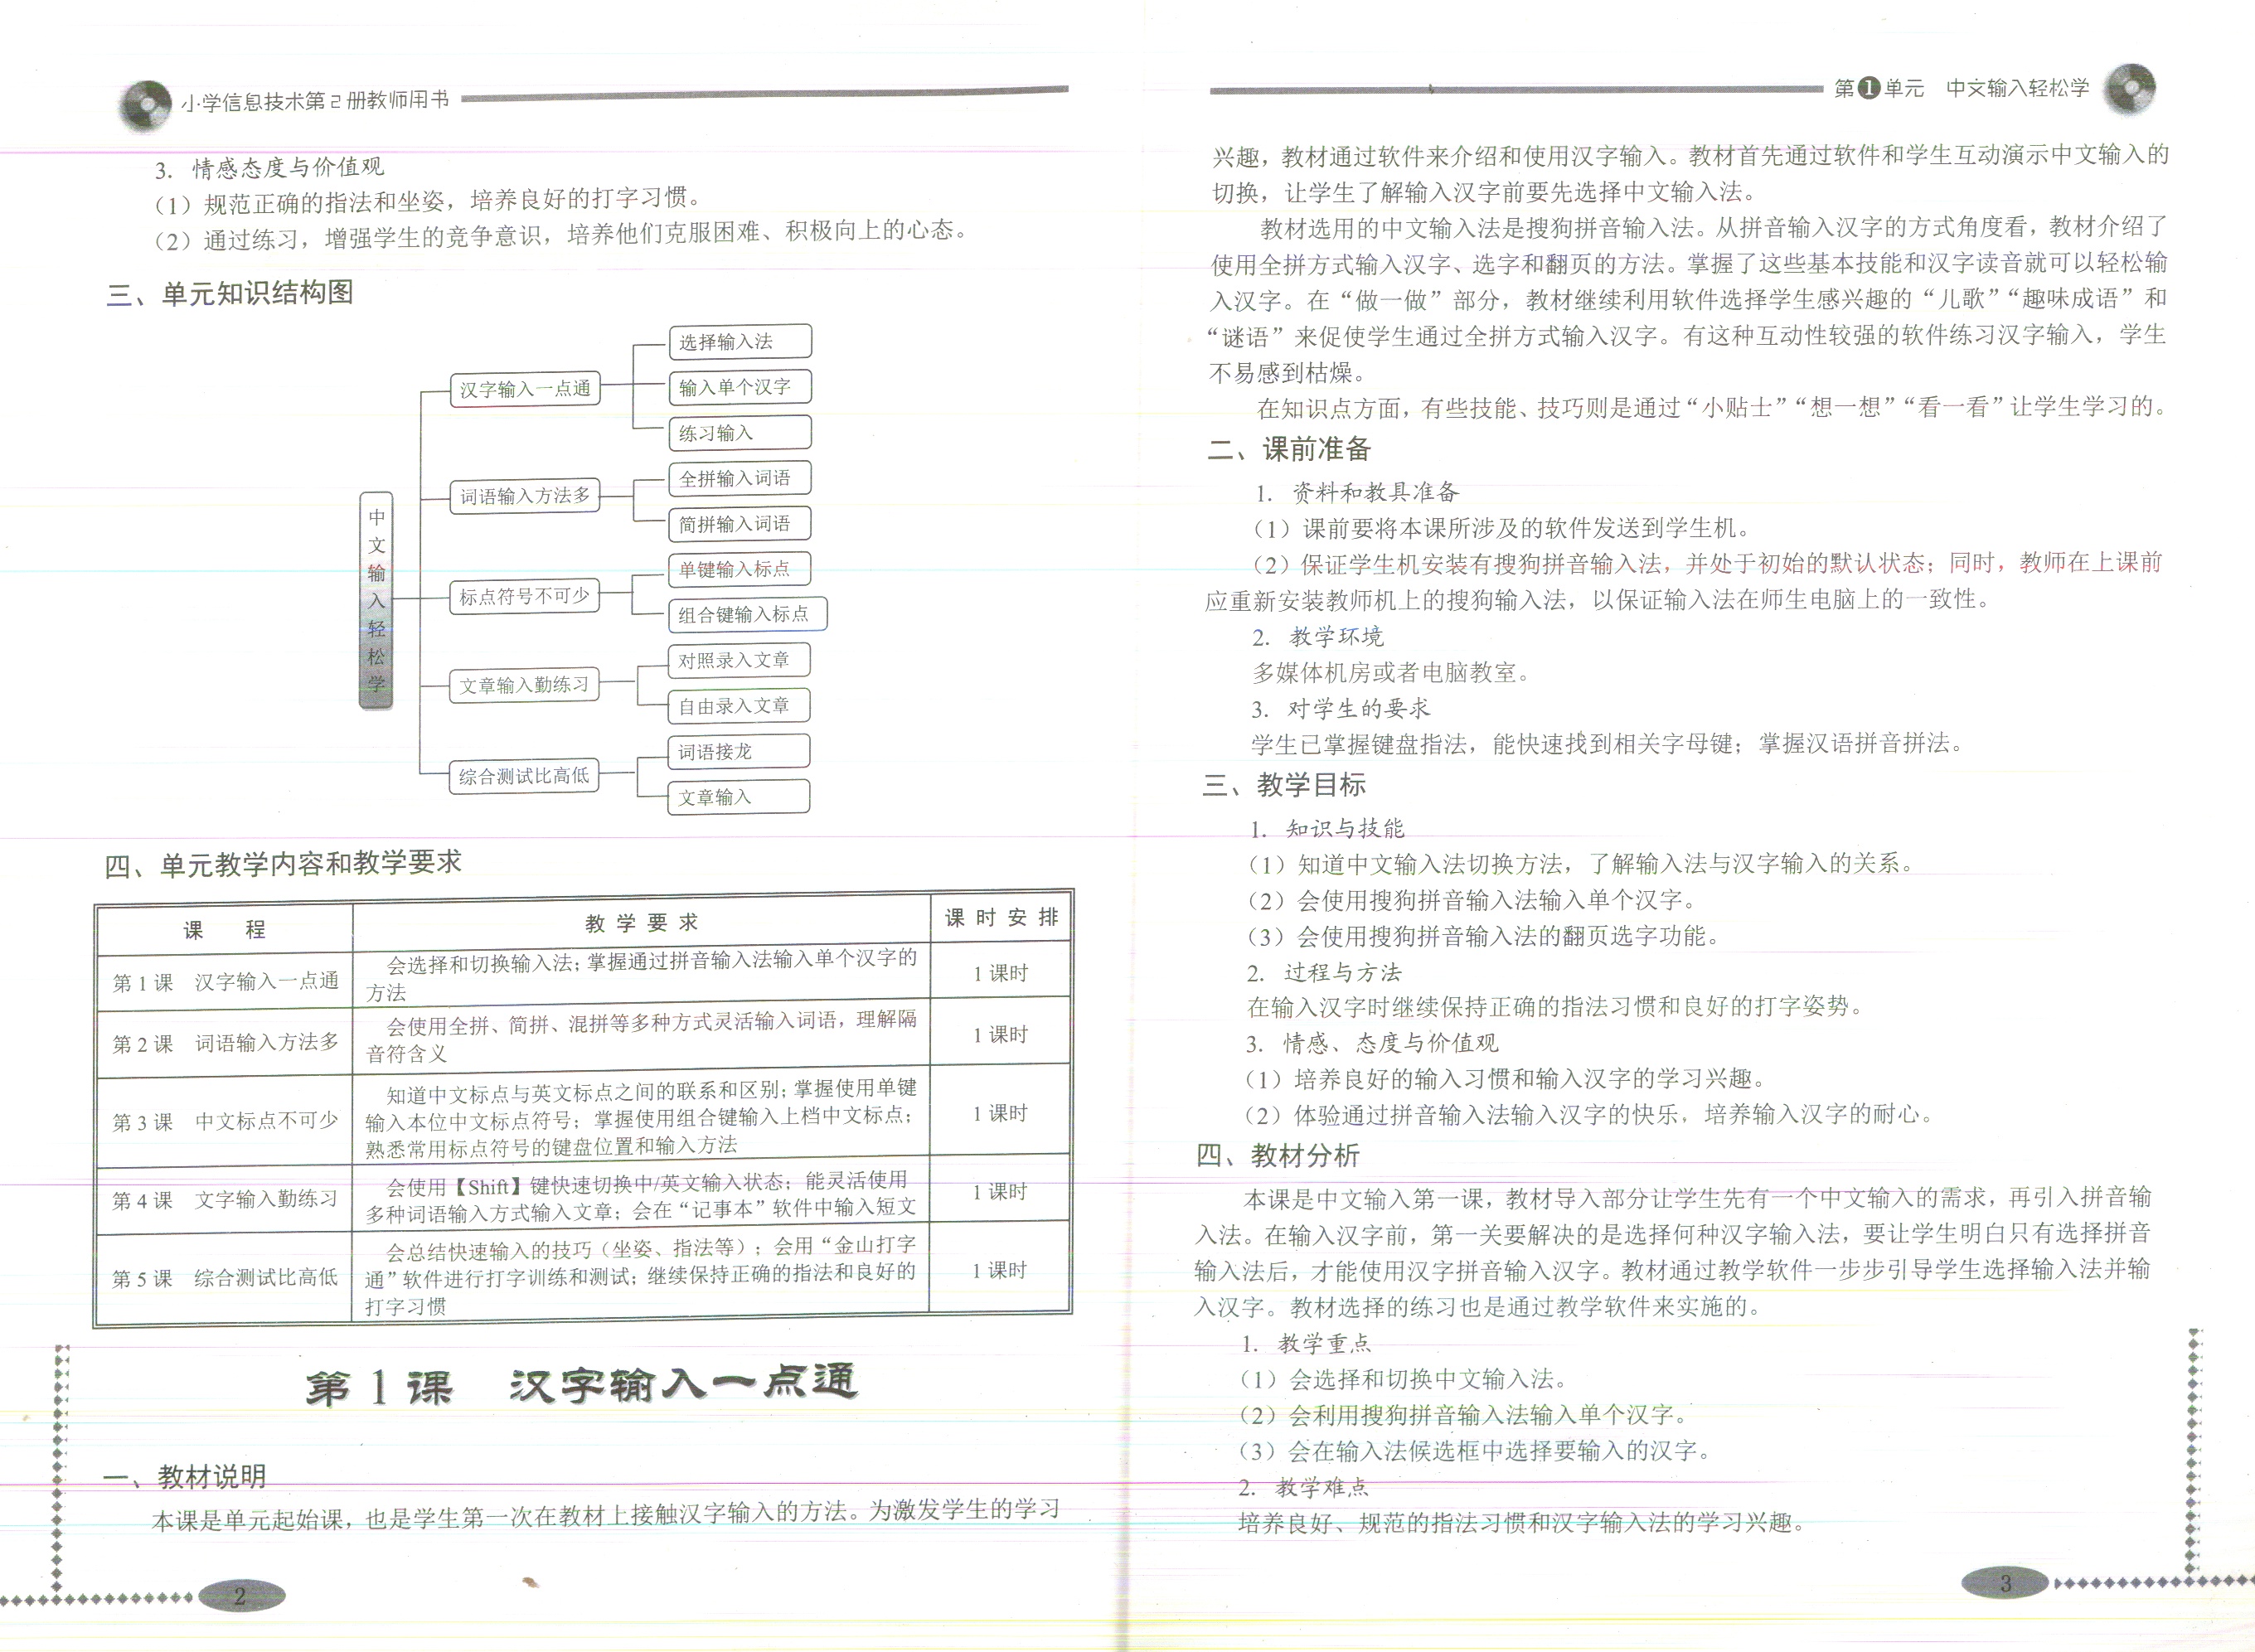 小学信息技术第2册教师用书
3. 情感态度与价值观
（1）规范正确的指法和坐姿，培养良好的打字习惯。
（2）通过练习，增强学生的竞争意识，培养他们克服困难、积极向上的心态。
三、单元知识结构图
中文输入轻松学
汉字输入一点通
选择输入法
输入单个汉字
练习输入
词语输入方法多
全拼输入词语
简拼输入词语
标点符号不可少
单键输入标点
组合键输入标点
文章输入勤练习
对照录入文章
自由录入文章
综合测试比高低
词语接龙
文章输入
四、单元教学内容和教学要求
课 程 教学要求 课时安排
第1课 汉字输入一点通 会选择和切换输入法；掌握通过拼音输入法输入单个汉字的
方法 1课时
第2课 词语输入方法多 会使用全拼、简拼、混拼等多种方式灵活输入词语，理解隔
音符含义 1课时
第3课 中文标点不可少 知道中文标点与英文标点之间的联系和区别；掌握使用单键
输入本位中文标点符号；掌握使用组合键输入上档中文标点；
熟悉常用标点符号的键盘位置和输入方法 1课时
第4课 文字输入勤练习 会使用【Shift】键快速切换中/英文输入状态；能灵活使用
多种词语输入方式输入文章；会在“记事本”软件中输入短文 1课时
第5课 综合测试比高低 会总结快速输入的技巧（坐姿、指法等）；会用“金山打字
通”软件进行打字训练和测试；继续保持正确的指法和良好的
打字习惯 1课时
第1课 汉字输入一点通
一、教材说明
本课是单元起始课，也是学生第一次在教材上接触汉字输入的方法。为激发学生的学习
2
第1单元 中文输入轻松学
兴趣，教材通过软件来介绍和使用汉字输入。教材首先通过软件和学生互动演示中文输入的
切换，让学生了解输入汉字前要先选择中文输入法。
教材选用的中文输入法是搜狗拼音输入法。从拼音输入汉字的方式角度看，教材介绍了
使用全拼方式输入汉字、选字和翻页的方法。掌握了这些基本技能和汉字读音就可以轻松输
入汉字。在“做一做”部分，教材继续利用软件选择学生感兴趣的“儿歌”“趣味成语”和
“谜语”来促使学生通过全拼方式输入汉字。有这种互动性较强的软件练习汉字输入，学生
不易感到枯燥。
在知识点方面，有些技能、技巧则是通过“小贴士”“想一想”“看一看”让学生学习的。
二、课前准备
1. 资料和教具准备
（1）课前要将本课所涉及的软件发送到学生机。
（2）保证学生机安装有搜狗拼音输入法，并处于初始的默认状态；同时，教师在上课前
应重新安装教师机上的搜狗输入法，以保证输入法在师生电脑上的一致性。
2. 教学环境
多媒体机房或者电脑教室。
3. 对学生的要求
学生已掌握键盘指法，能快速找到相关字母键；掌握汉语拼音拼法。
三、教学目标
1. 知识与技能
（1）知道中文输入法切换方法，了解输入法与汉字输入的关系。
（2）会使用搜狗拼音输入法输入单个汉字。
（3）会使用搜狗拼音输入法的翻页选字功能。
2. 过程与方法
在输入汉字时继续保持正确的指法习惯和良好的打字姿势。
3. 情感、态度与价值观
（1）培养良好的输入习惯和输入汉字的学习兴趣。
（2）体验通过拼音输入法输入汉字的快乐，培养输入汉字的耐心。
四、教材分析
本课是中文输入第一课，教材导入部分让学生先有一个中文输入的需求，再引入拼音输
入法。在输入汉字前，第一关要解决的是选择何种汉字输入法，要让学生明白只有选择拼音
输入法后，才能使用汉字拼音输入汉字。教材通过教学软件一步步引导学生选择输入法并输
入汉字。教材选择的练习也是通过教学软件来实施的。
1. 教学重点
（1）会选择和切换中文输入法。
（2）会利用搜狗拼音输入法输入单个汉字。
（3）会在输入法候选框中选择要输入的汉字。
2. 教学难点
培养良好、规范的指法习惯和汉字输入法的学习兴趣。
3